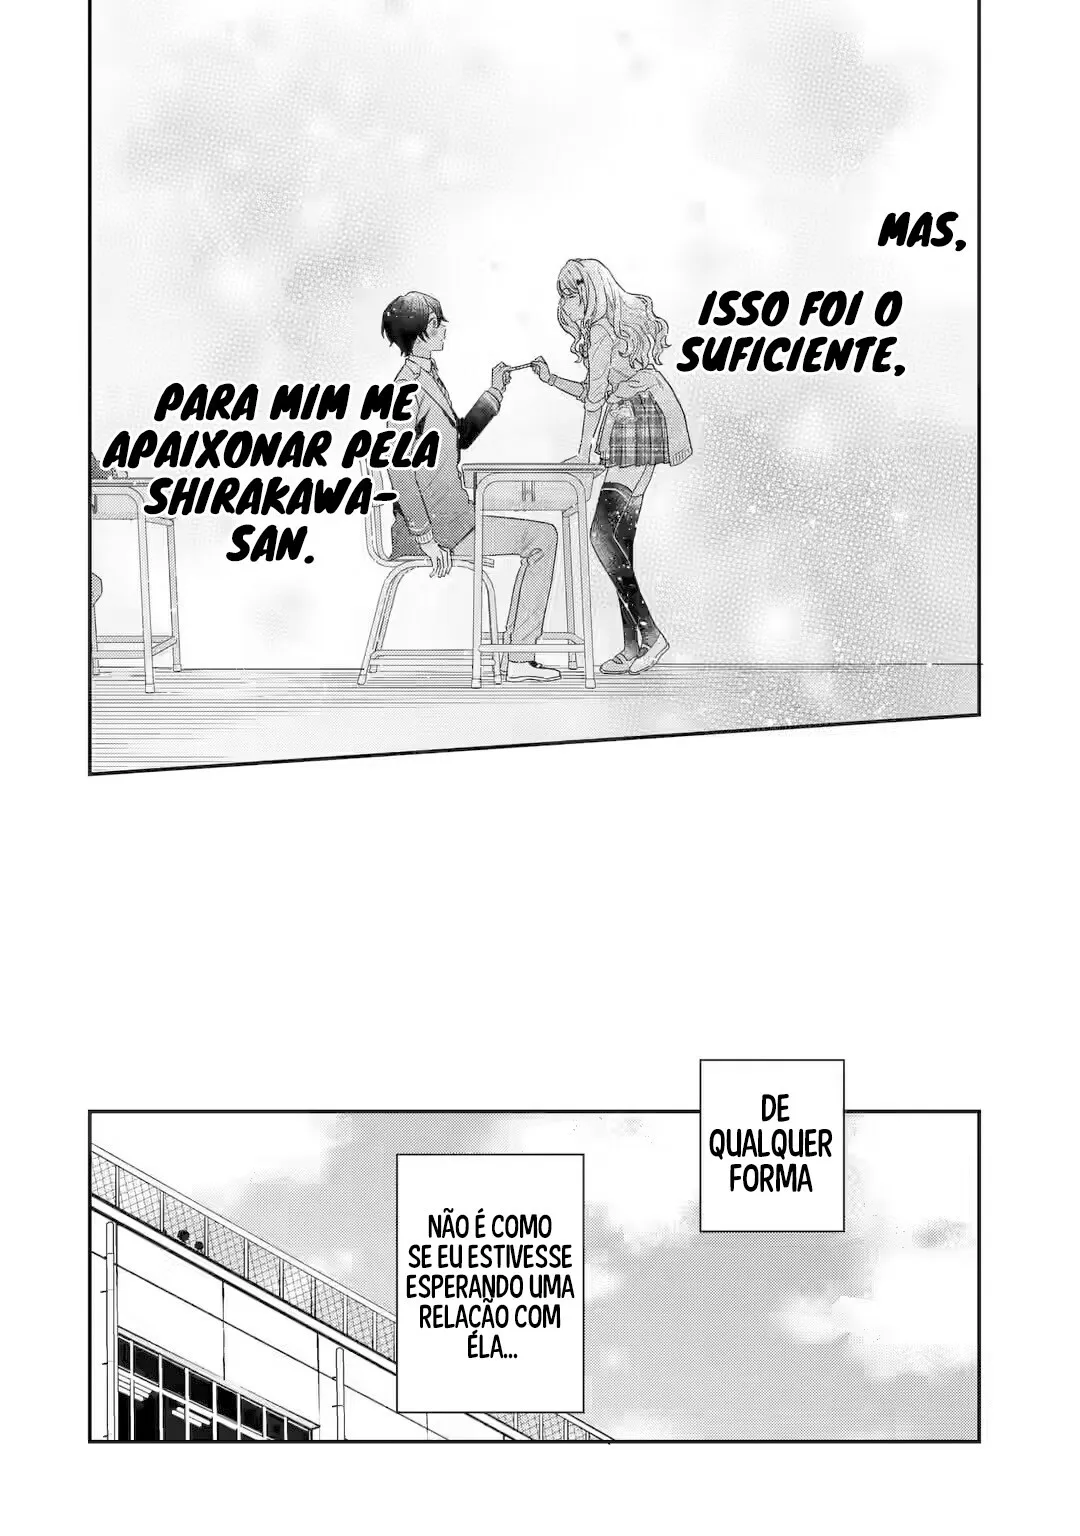 MAS,
ISSO FOI O
SUFICIENTE,
PARA MIM ME
APAIXONAR PELA
SHIRAKAWA-
SAN.
DE
QUALQUER
FORMA
NÃO É COMO
SE EU ESTIVESSE
ESPERANDO UMA
RELACÃO COM
ÉLA...